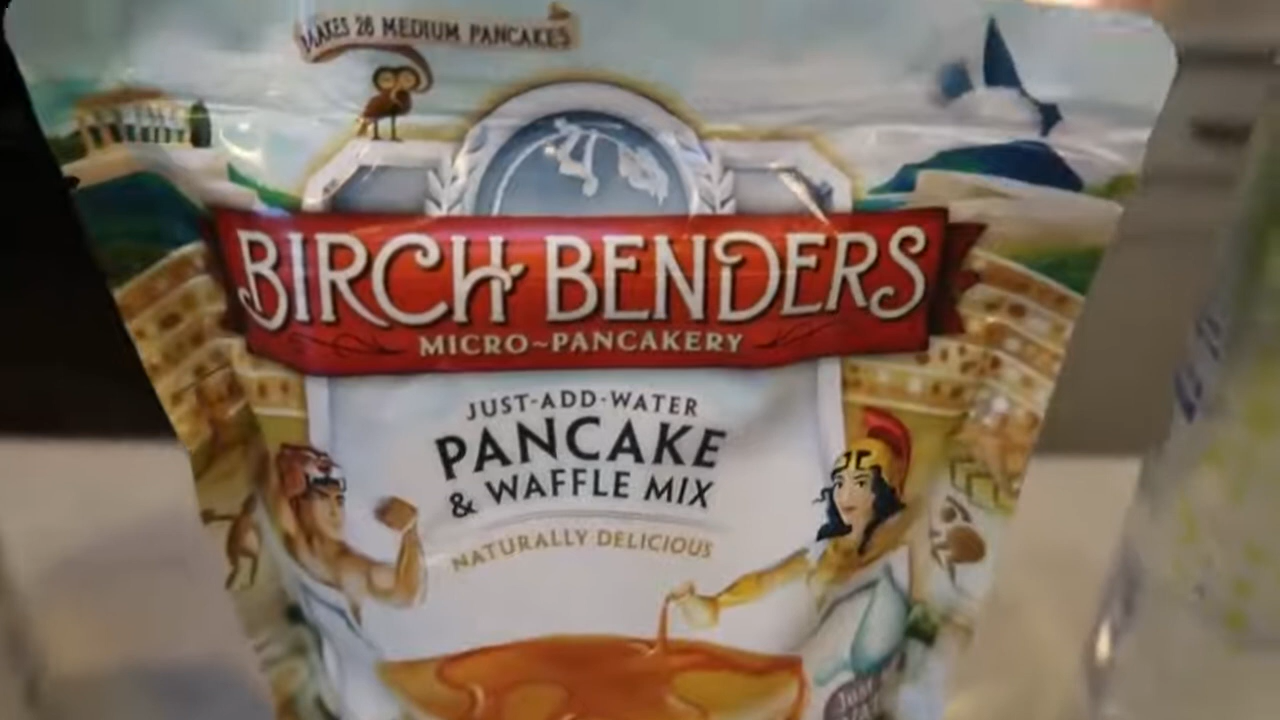 MAKES 28 MEDIUM PANCAKES
BIRCH BENDERS
MICRO~PANCAKERY
JUST-ADD-WATER
PANCAKE
& WAFFLE MIX
NATURALLY DELICIOUS